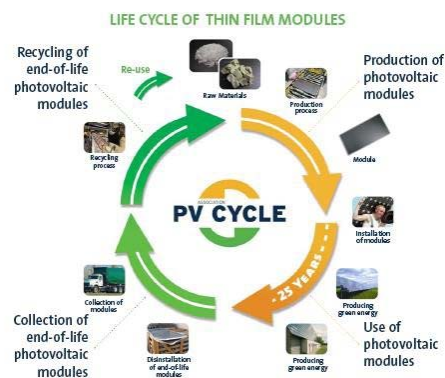 LIFE CYCLE OF THIN FILM MODULES
Recycling of
end-of-life
photovoltaic
modules
Re-use
Raw Materials
Production
process
Production of
photovoltaic
modules
Module
Recycling
process
ASSOCIATION
PV CYCLE
Installation
of modules
- 25 YEARS -
Collection of
modules
Producing
green energy
Collection of
end-of-life
photovoltaic
modules
Disinstallation
of end-of-life
modules
Producing
green energy
Use of
photovoltaic
modules